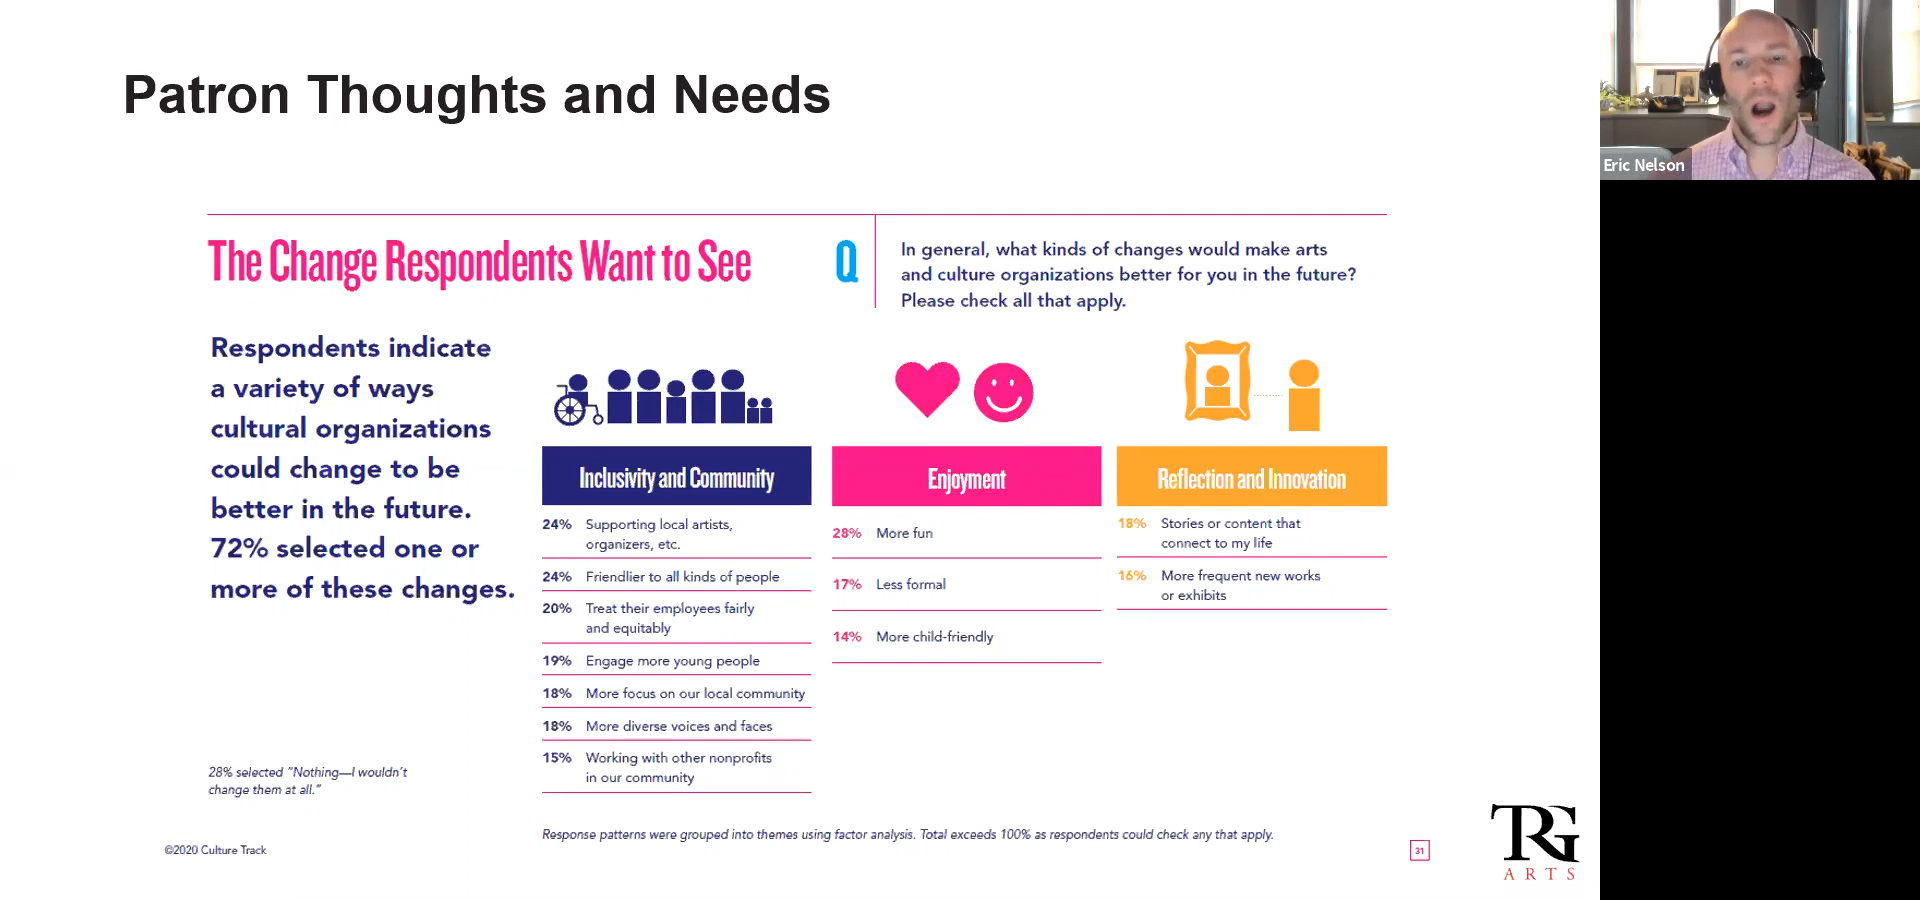 Patron Thoughts and Needs
Eric Nelson
The Change Respondents Want to See
Q
In general, what kinds of changes would make arts
and culture organizations better for you in the future?
Please check all that apply.
Respondents indicate
a variety of ways
cultural organizations
could change to be
better in the future.
72% selected one or
more of these changes.
28% selected "Nothing—I wouldn't
change them at all."
Inclusivity and Community
24% Supporting local artists,
organizers, etc.
24% Friendlier to all kinds of people
20% Treat their employees fairly
and equitably
19% Engage more young people
18% More focus on our local community
18% More diverse voices and faces
15% Working with other nonprofits
in our community
Enjoyment
28% More fun
17% Less formal
14% More child-friendly
Reflection and Innovation
18% Stories or content that
connect to my life
16% More frequent new works
or exhibits
Response patterns were grouped into themes using factor analysis. Total exceeds 100% as respondents could check any that apply.
©2020 Culture Track
31
TRG
ARTS